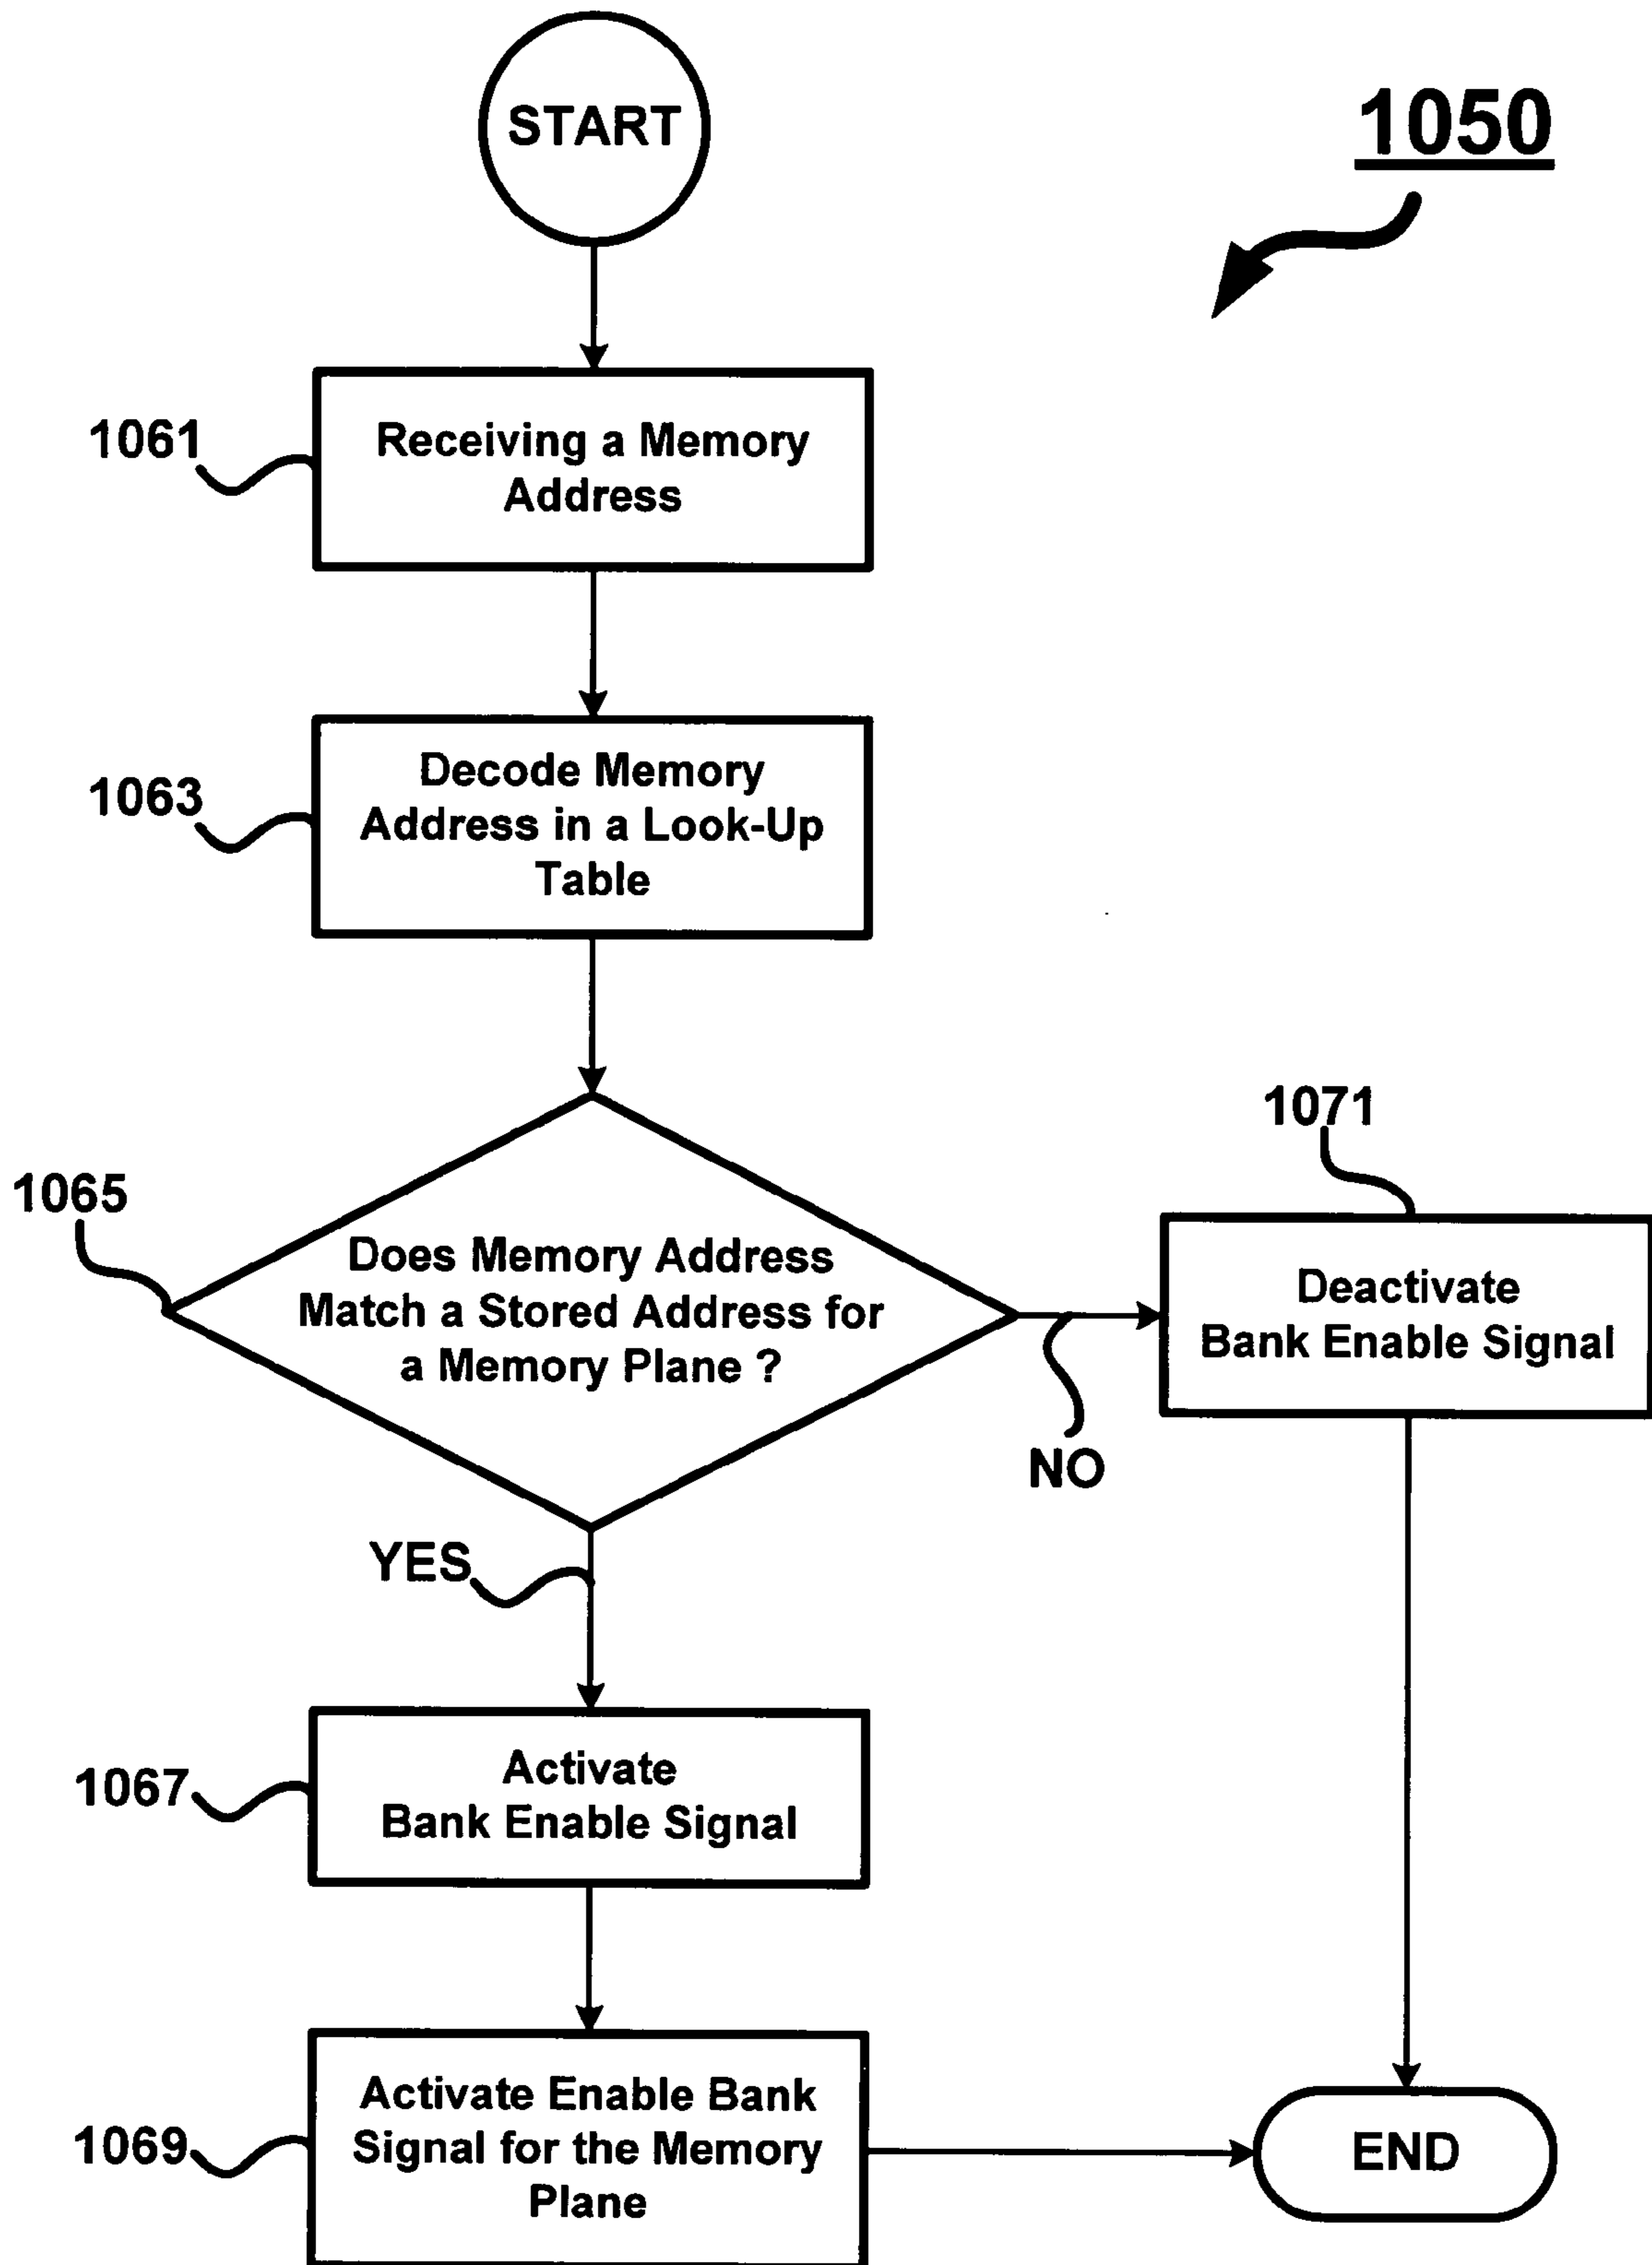 START
1050
1061
Receiving a Memory
Address
1063
Decode Memory
Address in a Look-Up
Table
1065
Does Memory Address
Match a Stored Address for
a Memory Plane ?
1071
Deactivate
Bank Enable Signal
NO
YES
1067
Activate
Bank Enable Signal
1069
Activate Enable Bank
Signal for the Memory
Plane
END